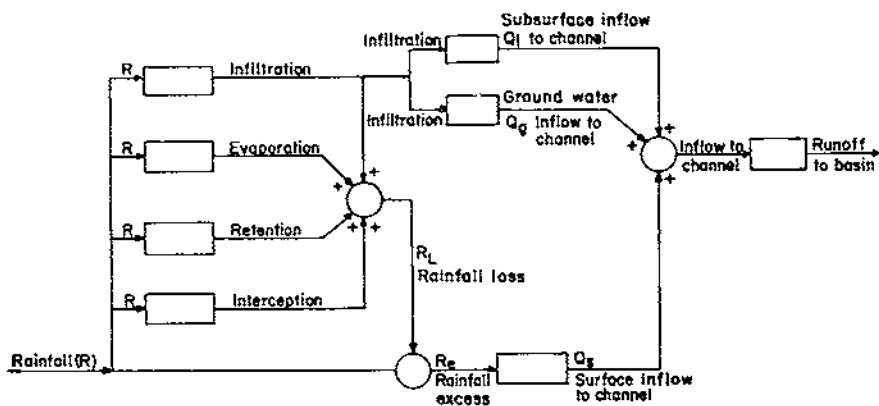 Subsurface inflow
Infiltration
Q_l to channel
R
Infiltration
Ground water
Infiltration
Q_g Inflow to
channel
R
Evaporation
+
+
+
+
+
+
+
Inflow to
channel
Runoff
to basin
R
Retention
R_L
Rainfall loss
R
Interception
Rainfall(R)
R_e
Rainfall
excess
Q_s
Surface inflow
to channel